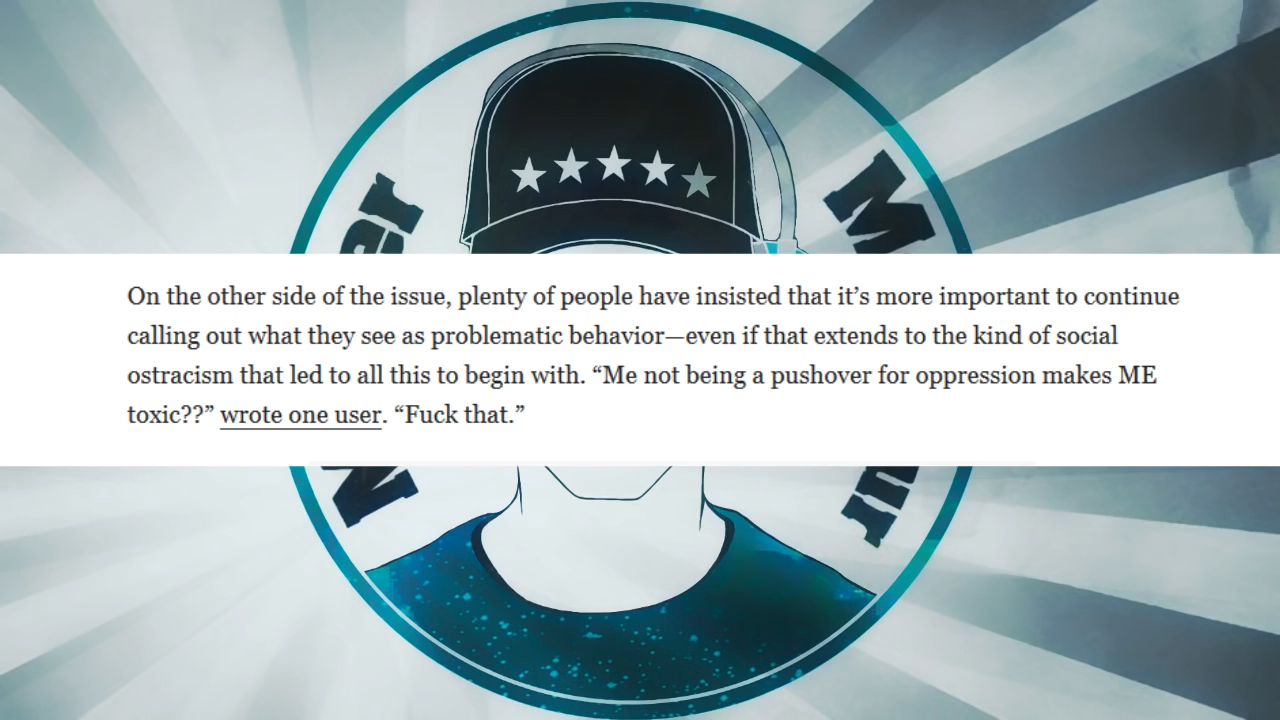 On the other side of the issue, plenty of people have insisted that it’s more important to continue
calling out what they see as problematic behavior—even if that extends to the kind of social
ostracism that led to all this to begin with. “Me not being a pushover for oppression makes ME
toxic??” wrote one user. “Fuck that.”